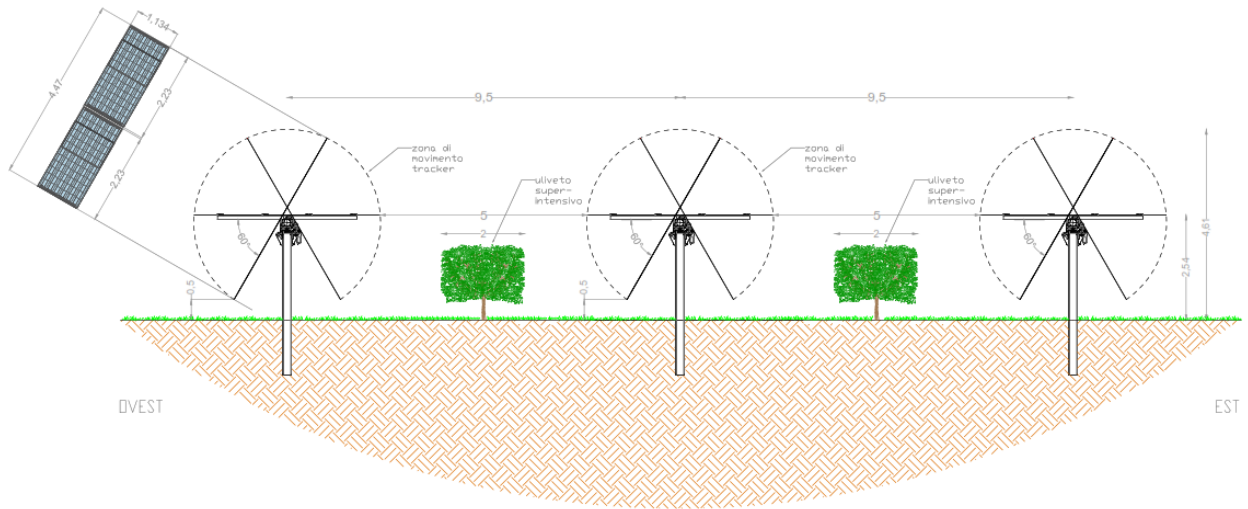 1,134
4,47
2,23
2,23
9,5
9,5
zona di
movimento
tracker
zona di
movimento
tracker
uliveto
super-
intensivo
uliveto
super-
intensivo
5
5
2
2
60°
60°
60°
0,5
0,5
2,54
4,61
OVEST
EST